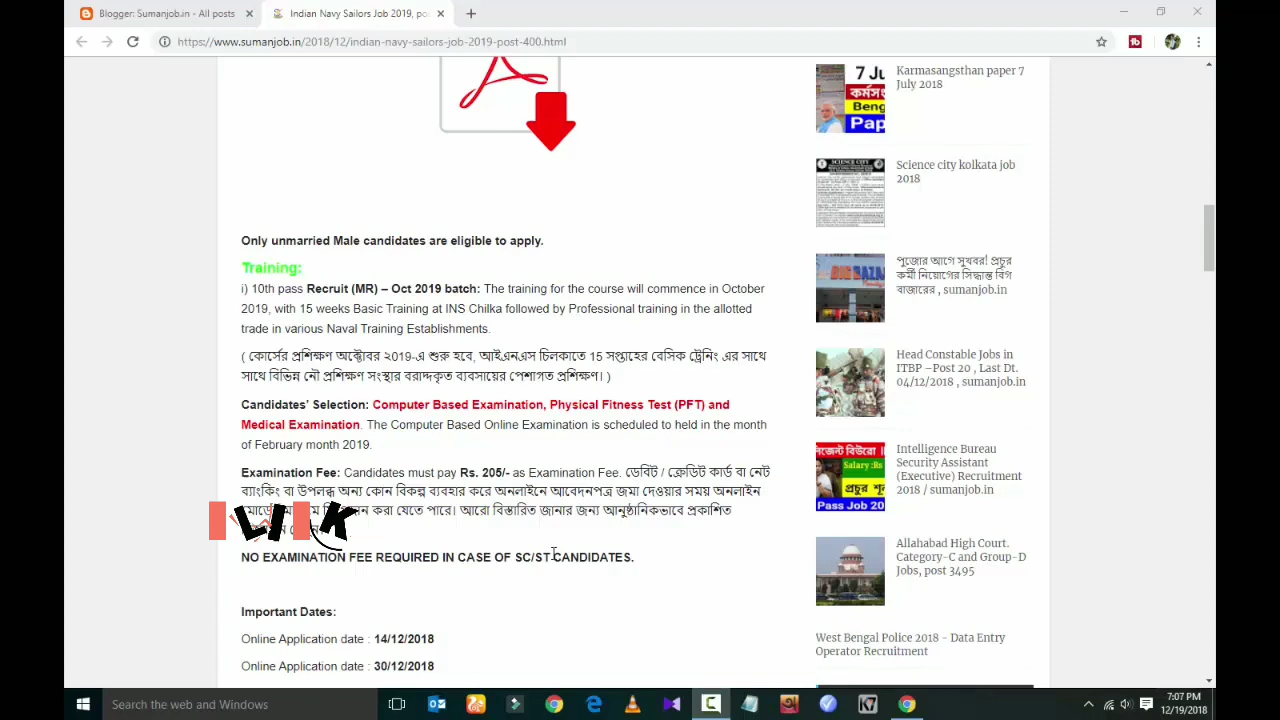 Blogger: Sumanjob.in - All posts
Indian Navy Sailors Job 2019, po
https://www.sumanjob.in/2018/12/indian-navy-sailors-job-2019-post-400.html
Only unmarried Male candidates are eligible to apply.
Training:
i) 10th pass Recruit (MR) – Oct 2019 batch: The training for the course will commence in October
2019, with 15 weeks Basic Training at INS Chilka followed by Professional training in the allotted
trade in various Naval Training Establishments.
( কোর্সের প্রশিক্ষণ অক্টোবর ২০19-এ শুরু হবে, আইএনএস চিলকাতে 15 সপ্তাহের বেসিক ট্রেনিং এর সাথে
সাথে বিভিন্ন নৌ প্রশিক্ষণ সংস্থার বরাদ্দকৃত ব্যবসায়ের পেশাগত প্রশিক্ষণ। )
Candidates' Selection: Computer Based Examination, Physical Fitness Test (PFT) and
Medical Examination. The Computer Based Online Examination is scheduled to held in the month
of February month 2019.
Examination Fee: Candidates must pay Rs. 205/- as Examination Fee. ডেবিট / ক্রেডিট কার্ড বা নেট
ব্যাংকিং বা উপলব্ধ অন্য কোন বিকল্প ব্যবহার করে অনলাইনে আবেদনপত্র জমা দেওয়ার সময় অনলাইন
করা যেতে পারে। আরো বিস্তারিত জানার জন্য আনুষ্ঠানিকভাবে প্রকাশিত
NO EXAMINATION FEE REQUIRED IN CASE OF SC/ST CANDIDATES.
Important Dates:
Online Application date : 14/12/2018
Online Application date : 30/12/2018
7 Ju
Beng
Pap
Karmasangsthan paper 7
July 2018
SCIENCE CITY
Science city kolkata job
2018
পুজোর আগে সুখবর! প্রচুর
কর্মী নিয়োগের সিদ্ধান্ত বিগ
বাজারের , sumanjob.in
Head Constable Jobs in
ITBP –Post 20 , Last Dt.
04/12/2018 , sumanjob.in
Salary :Rs
Pass Job 20
Intelligence Bureau
Security Assistant
(Executive) Recruitment
2018 / sumanjob.in
Allahabad High Court.
Category-C and Group-D
Jobs, post 3495
West Bengal Police 2018 - Data Entry
Operator Recruitment
Search the web and Windows
7:07 PM
12/19/2018